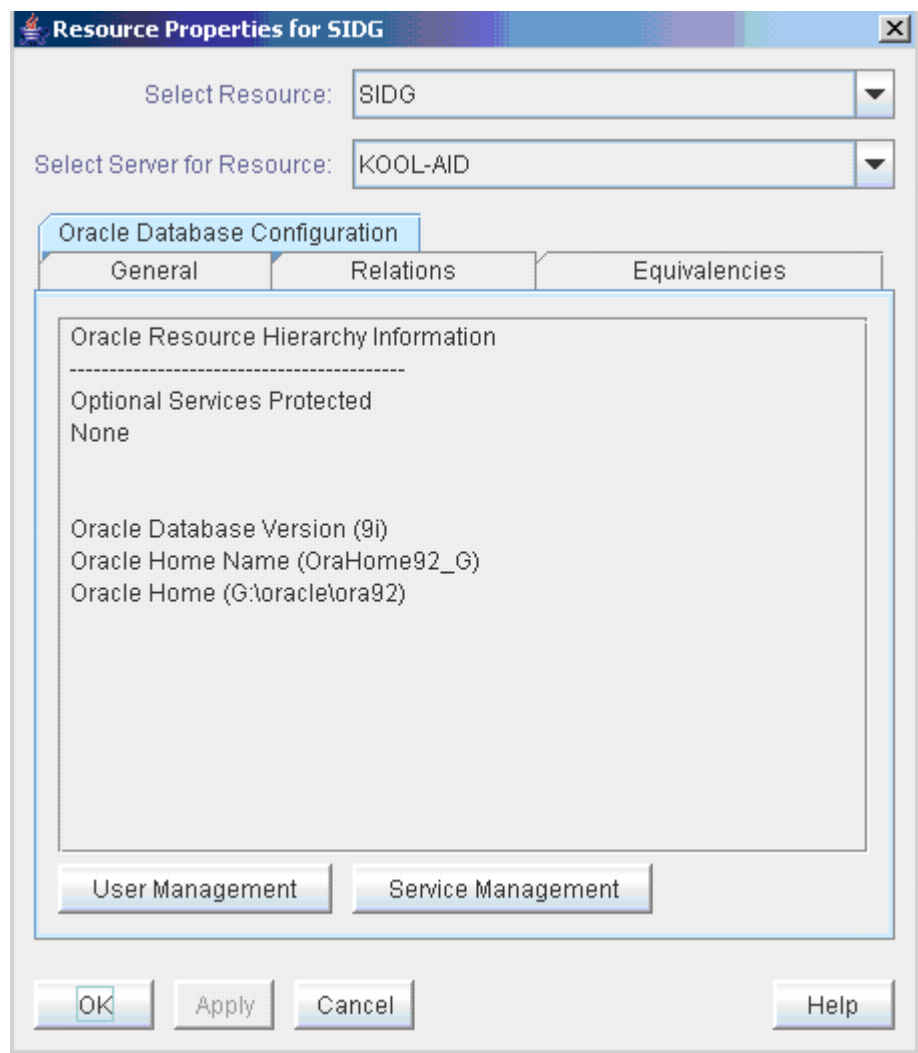 Resource Properties for SIDG
Select Resource: SIDG
Select Server for Resource: KOOL-AID
Oracle Database Configuration
General Relations Equivalencies
Oracle Resource Hierarchy Information
------------------------------------------
Optional Services Protected
None
Oracle Database Version (9i)
Oracle Home Name (OraHome92_G)
Oracle Home (G:\oracle\ora92)
User Management Service Management
OK Apply Cancel Help